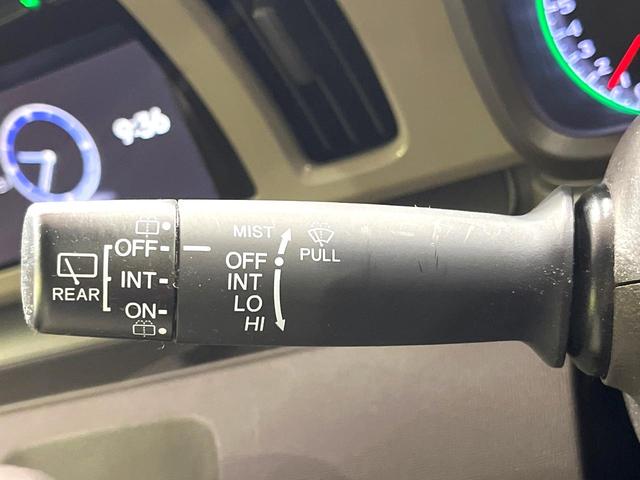 9:36
OFF
INT
ON
REAR
MIST
OFF
INT
LO
HI
PULL